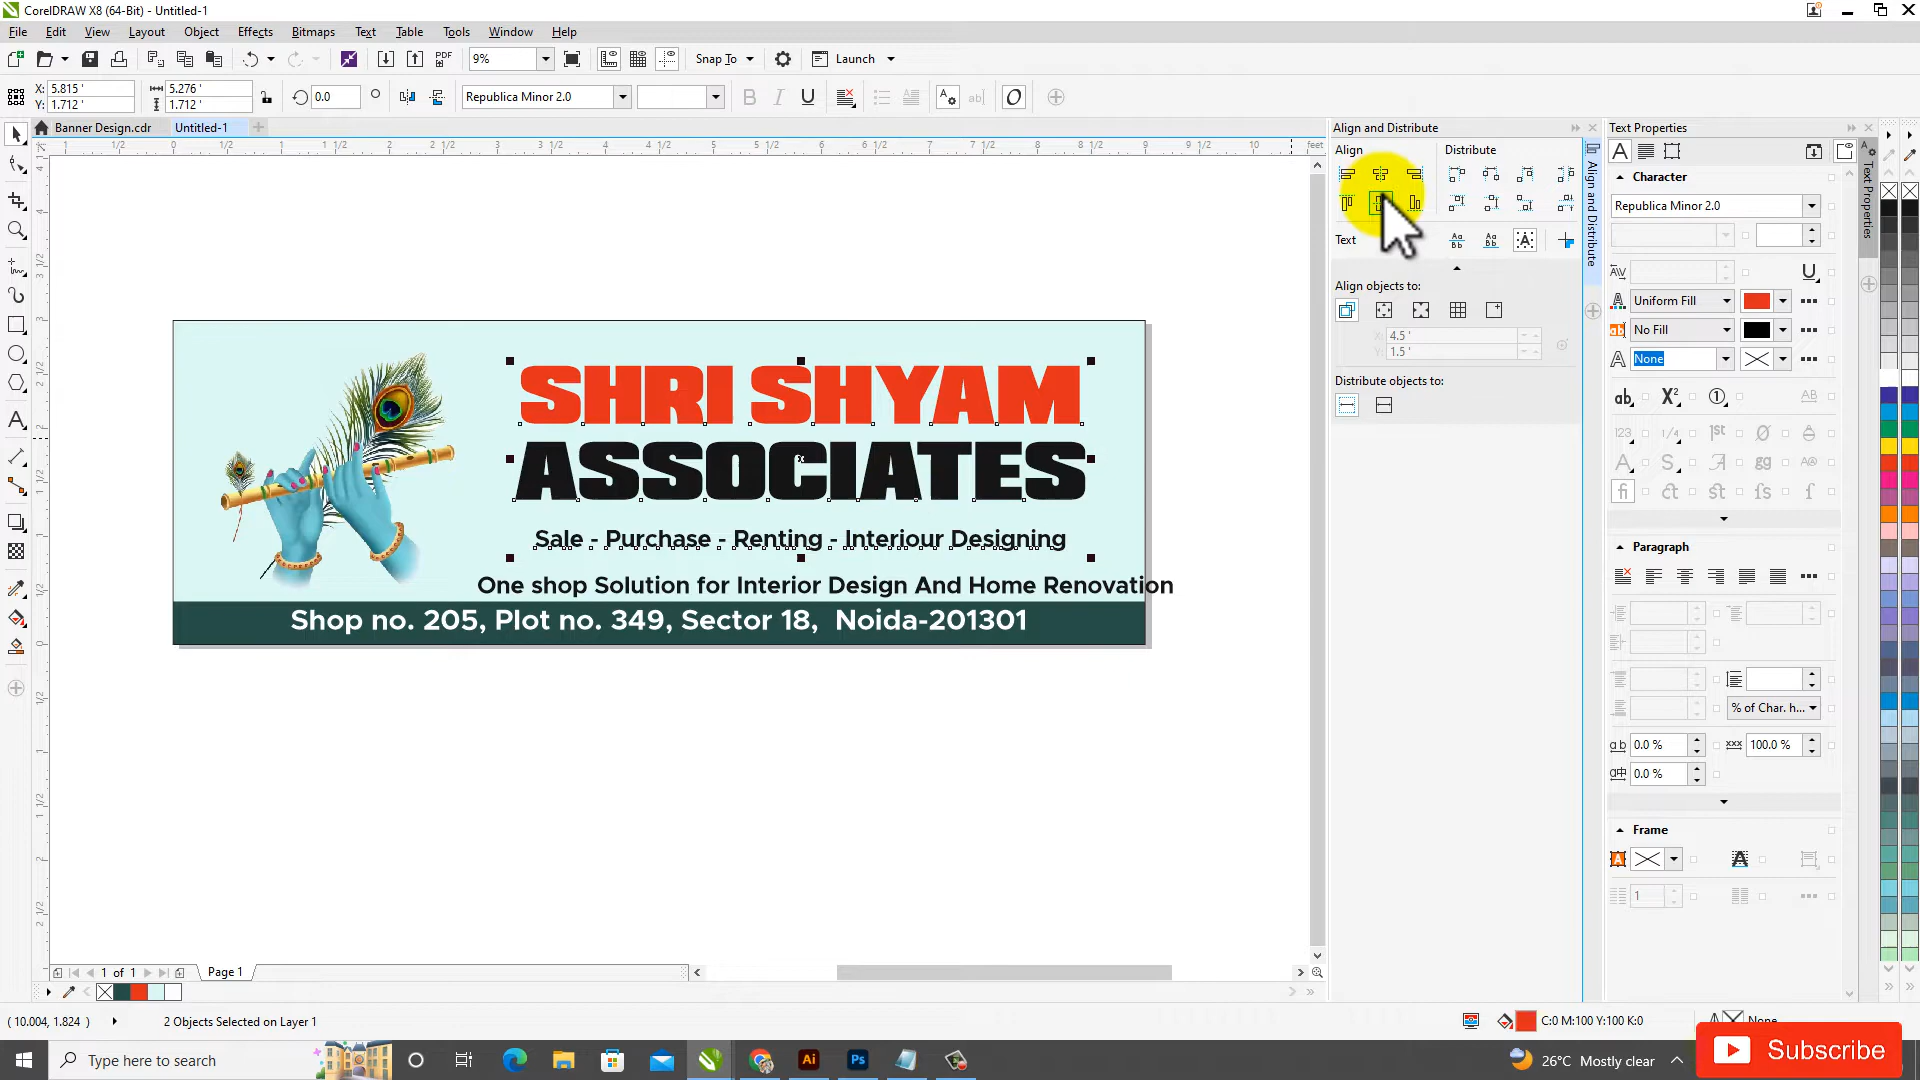 CorelDRAW X8 (64-Bit) - Untitled-1
File Edit View Layout Object Effects Bitmaps Text Table Tools Window Help
PDF 9% Snap To Launch
X: 5.815 ' 5.276 '
Y: 1.712 ' 1.712 '
0.0 Republica Minor 2.0
Banner Design.cdr Untitled-1
Align and Distribute
Align Distribute
Text
Align objects to:
X: 4.5 '
Y: 1.5 '
Distribute objects to:
Align and Distribute
Text Properties
Character
Republica Minor 2.0
Uniform Fill
No Fill
None
Paragraph
% of Char. h...
0.0 % 100.0 %
0.0 %
Frame
1
Text Properties
SHRI SHYAM
ASSOCIATES
Sale - Purchase - Renting - Interiour Designing
One shop Solution for Interior Design And Home Renovation
Shop no. 205, Plot no. 349, Sector 18, Noida-201301
feet
1 of 1 Page 1
( 10.004, 1.824 ) 2 Objects Selected on Layer 1 C:0 M:100 Y:100 K:0 None
Type here to search
26°C Mostly clear
Subscribe